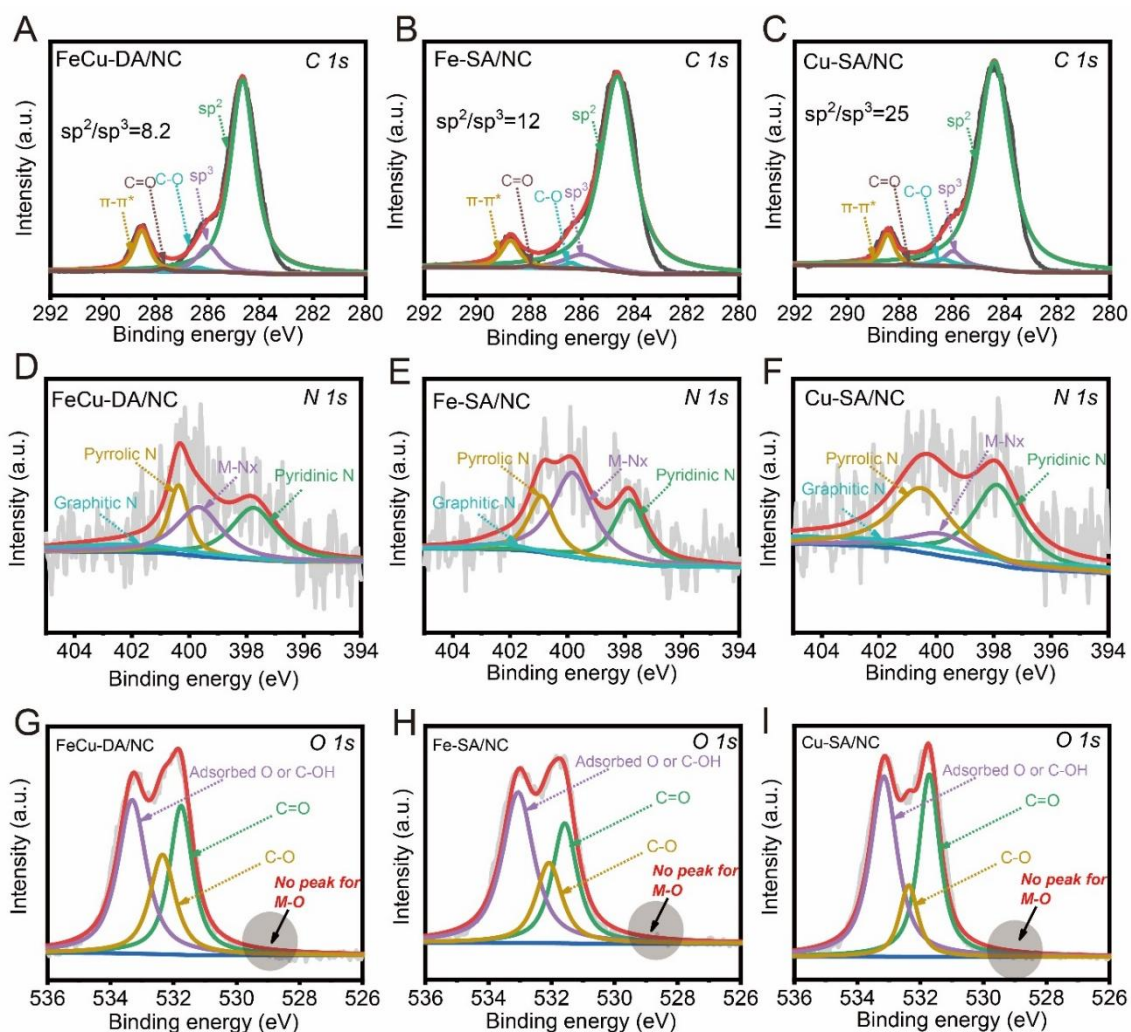 A
FeCu-DA/NC
C 1s
sp²/sp³=8.2
sp²
C=O
C-O
sp³
π-π*
Intensity (a.u.)
292 290 288 286 284 282 280
Binding energy (eV)
B
Fe-SA/NC
C 1s
sp²/sp³=12
sp²
C=O
C-O
sp³
π-π*
Intensity (a.u.)
292 290 288 286 284 282 280
Binding energy (eV)
C
Cu-SA/NC
C 1s
sp²/sp³=25
sp²
C=O
C-O
sp³
π-π*
Intensity (a.u.)
292 290 288 286 284 282 280
Binding energy (eV)
D
FeCu-DA/NC
N 1s
Pyrrolic N
M-Nx
Pyridinic N
Graphitic N
Intensity (a.u.)
404 402 400 398 396 394
Binding energy (eV)
E
Fe-SA/NC
N 1s
Pyrrolic N
M-Nx
Pyridinic N
Graphitic N
Intensity (a.u.)
404 402 400 398 396 394
Binding energy (eV)
F
Cu-SA/NC
N 1s
M-Nx
Pyrrolic N
Pyridinic N
Graphitic N
Intensity (a.u.)
404 402 400 398 396 394
Binding energy (eV)
G
FeCu-DA/NC
O 1s
Adsorbed O or C-OH
C=O
C-O
No peak for
M-O
Intensity (a.u.)
536 534 532 530 528 526
Binding energy (eV)
H
Fe-SA/NC
O 1s
Adsorbed O or C-OH
C=O
C-O
No peak for
M-O
Intensity (a.u.)
536 534 532 530 528 526
Binding energy (eV)
I
Cu-SA/NC
O 1s
Adsorbed O or C-OH
C=O
C-O
No peak for
M-O
Intensity (a.u.)
536 534 532 530 528 526
Binding energy (eV)